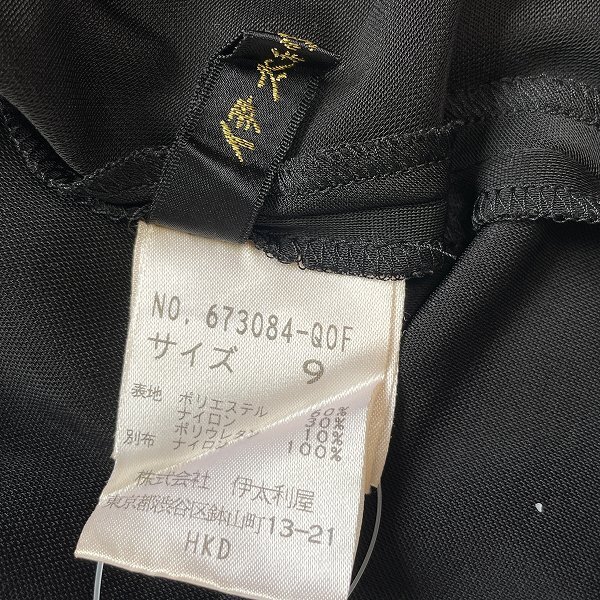 NO. 673084-QOF
サイズ 9
表地 ポリエステル 60%
ナイロン 30%
ポリウレタン 10%
別布 ナイロン 100%
株式会社 伊太利屋
東京都渋谷区鉢山町13-21
HKD